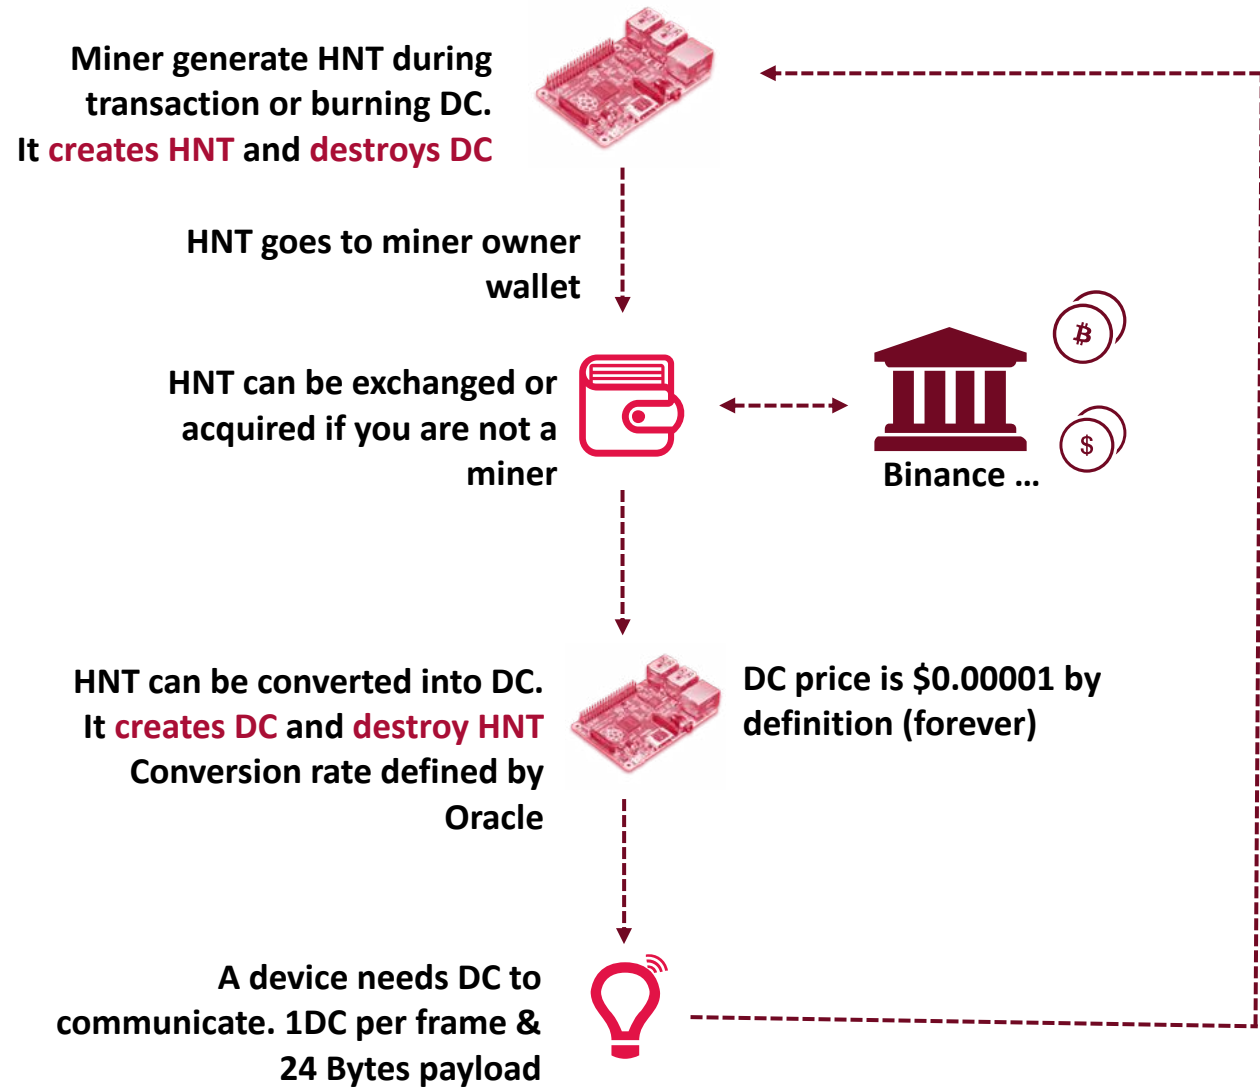 Miner generate HNT during
transaction or burning DC.
It creates HNT and destroys DC
HNT goes to miner owner
wallet
HNT can be exchanged or
acquired if you are not a
miner
Binance ...
HNT can be converted into DC.
It creates DC and destroy HNT
Conversion rate defined by
Oracle
DC price is $0.00001 by
definition (forever)
A device needs DC to
communicate. 1DC per frame &
24 Bytes payload